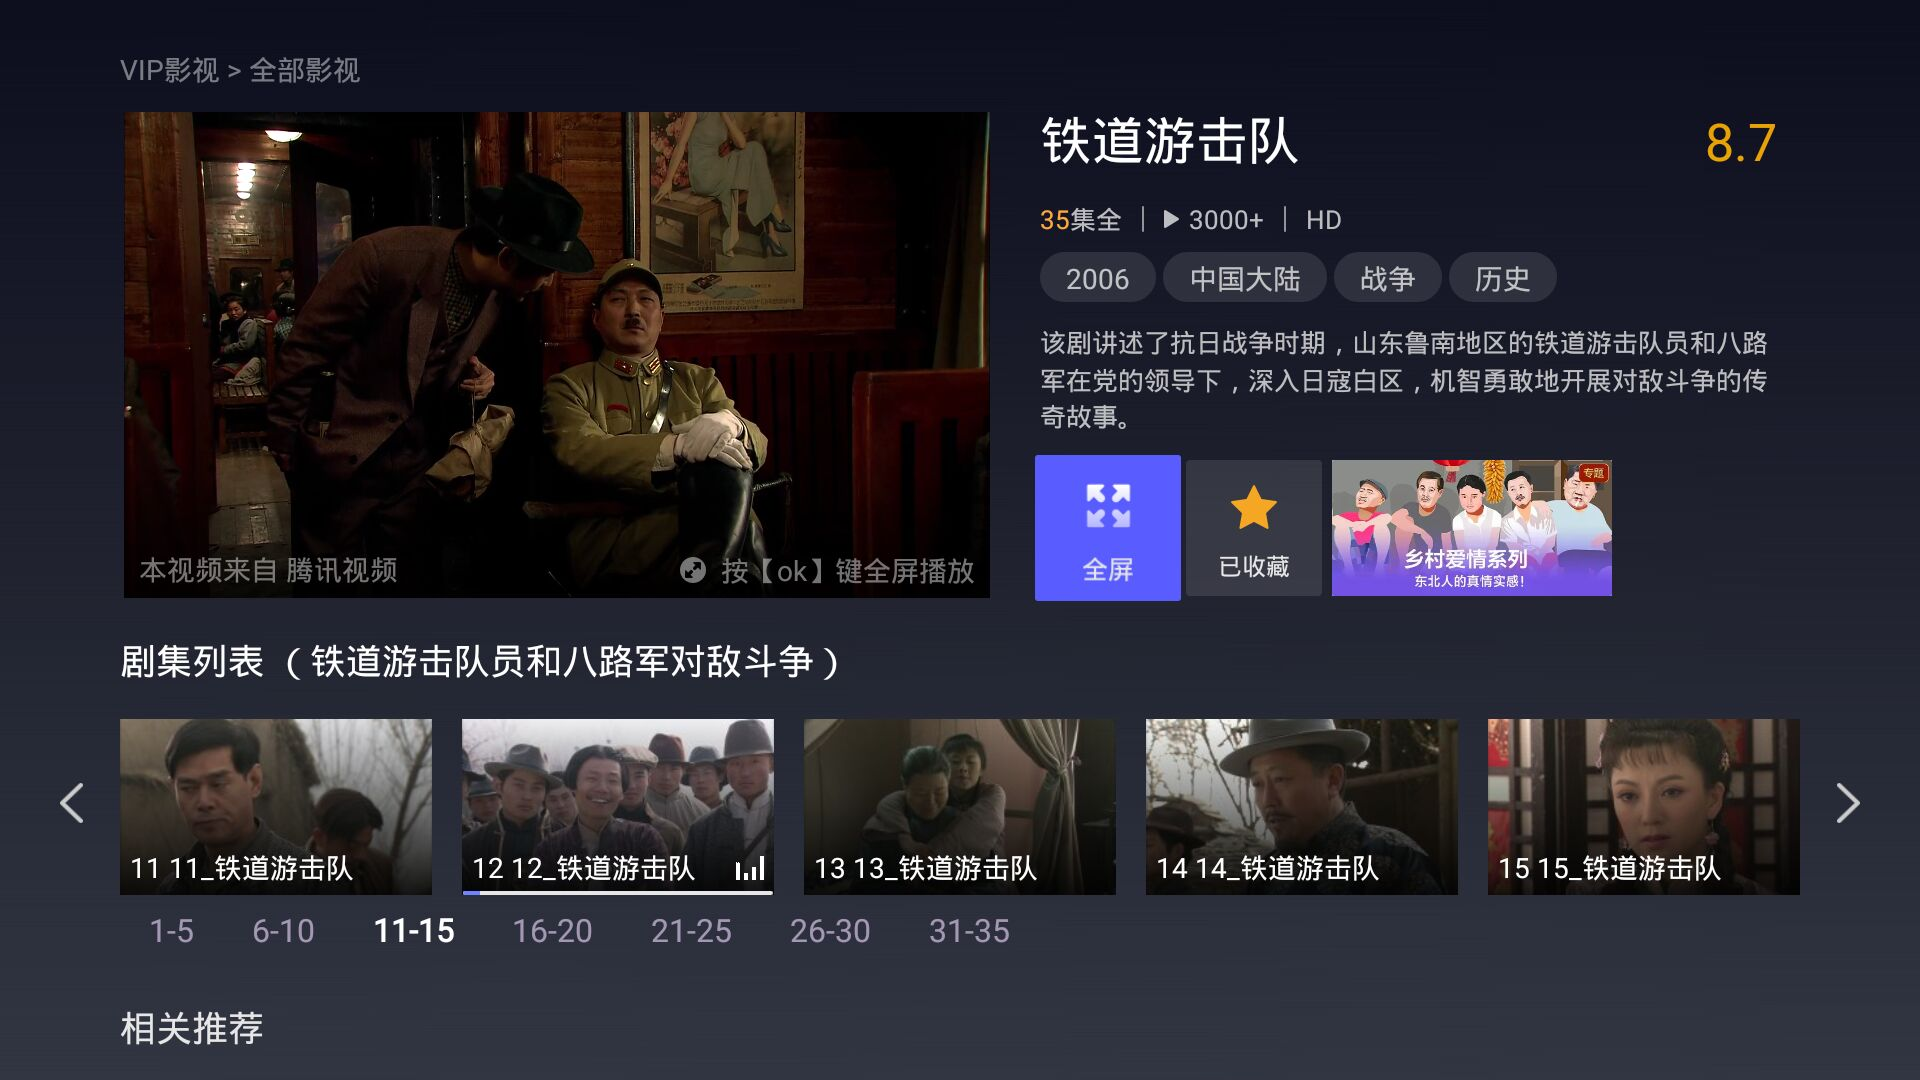 VIP影视 > 全部影视
铁道游击队
8.7
35集全 | 3000+ | HD
2006 中国大陆 战争 历史
该剧讲述了抗日战争时期，山东鲁南地区的铁道游击队员和八路
军在党的领导下，深入日寇白区，机智勇敢地开展对敌斗争的传
奇故事。
本视频来自 腾讯视频
按【ok】键全屏播放
全屏
已收藏
专题
乡村爱情系列
东北人的真情实感！
剧集列表（铁道游击队员和八路军对敌斗争）
11 11_铁道游击队
12 12_铁道游击队
13 13_铁道游击队
14 14_铁道游击队
15 15_铁道游击队
1-5 6-10 11-15 16-20 21-25 26-30 31-35
相关推荐